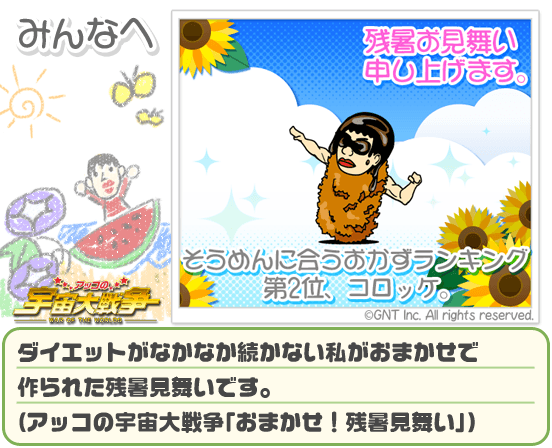 みんなへ
残暑お見舞い
申し上げます。
そうめんに合うおかずランキング
第2位、コロッケ。
アッコの
宇宙大戦争
WAR OF THE WORLDS
©GNT Inc. All rights reserved.
ダイエットがなかなか続かない私がおまかせで
作られた残暑見舞いです。
(アッコの宇宙大戦争｢おまかせ！残暑見舞い｣)